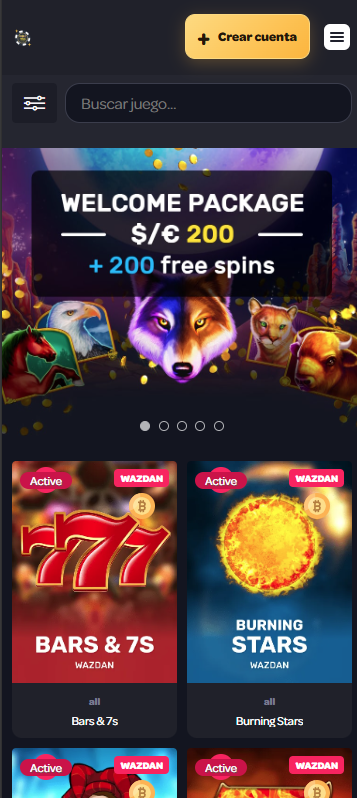 + Crear cuenta
Buscar juego...
WELCOME PACKAGE
$/€ 200
+ 200 free spins
Active
WAZDAN
777
BARS & 7S
WAZDAN
all
Bars & 7s
Active
WAZDAN
BURNING
STARS
WAZDAN
all
Burning Stars
Active
WAZDAN
Active
WAZDAN